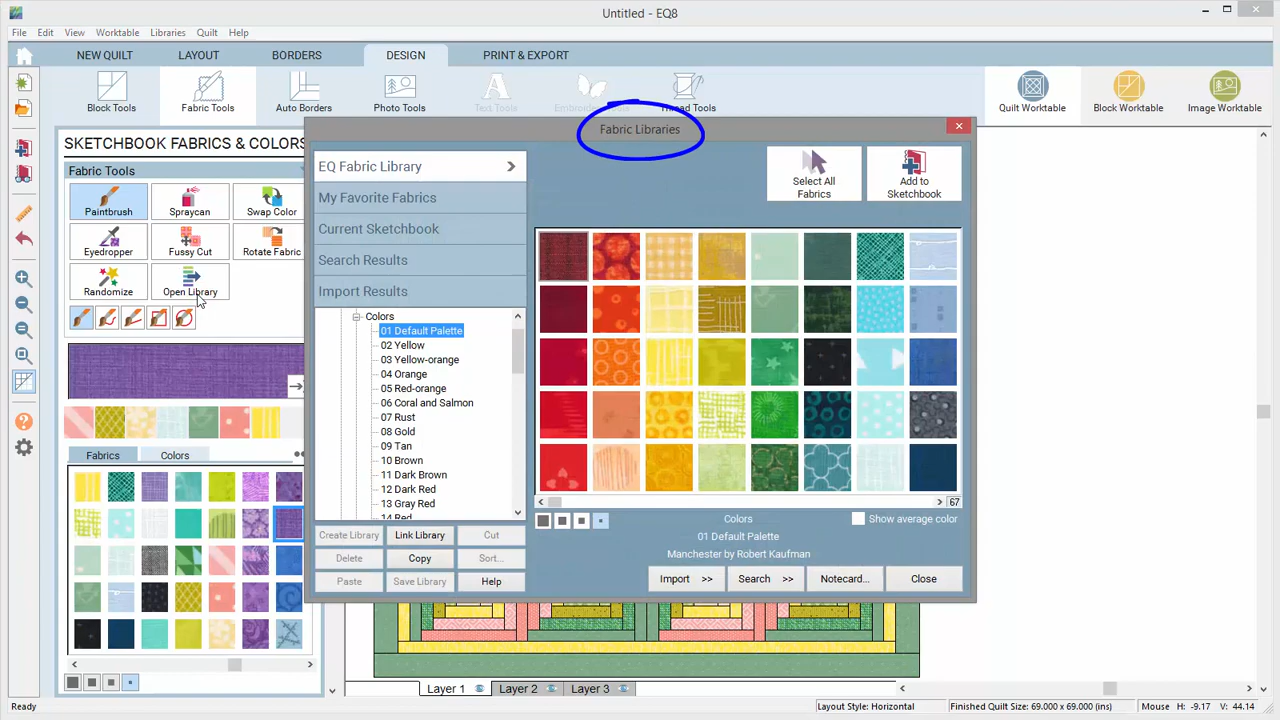 Untitled - EQ8
File Edit View Worktable Libraries Quilt Help
NEW QUILT LAYOUT BORDERS DESIGN PRINT & EXPORT
Block Tools Fabric Tools Auto Borders Photo Tools Text Tools Thread Tools Quilt Worktable Block Worktable Image Worktable
SKETCHBOOK FABRICS & COLORS
Fabric Tools
Paintbrush Spraycan Swap Color
Eyedropper Fussy Cut Rotate Fabric
Randomize Open Library
Fabrics Colors
Fabric Libraries
EQ Fabric Library
My Favorite Fabrics
Current Sketchbook
Search Results
Import Results
Select All Fabrics
Add to Sketchbook
Colors
01 Default Palette
02 Yellow
03 Yellow-orange
04 Orange
05 Red-orange
06 Coral and Salmon
07 Rust
08 Gold
09 Tan
10 Brown
11 Dark Brown
12 Dark Red
13 Gray Red
14 Red
Create Library Link Library Cut
Delete Copy Sort...
Paste Save Library Help
67
Colors
Show average color
01 Default Palette
Manchester by Robert Kaufman
Import >> Search >> Notecard... Close
Layer 1 Layer 2 Layer 3
Ready Layout Style: Horizontal Finished Quilt Size: 69.000 x 69.000 (ins) Mouse H: -9.17 V: 44.14